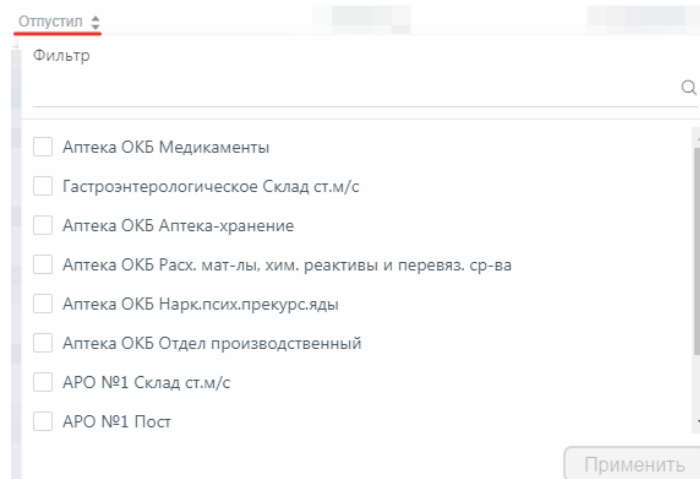 Отпустил
Фильтр
Аптека ОКБ Медикаменты
Гастроэнтерологическое Склад ст.м/с
Аптека ОКБ Аптека-хранение
Аптека ОКБ Расх. мат-лы, хим. реактивы и перевяз. ср-ва
Аптека ОКБ Нарк.псих.прекурс.яды
Аптека ОКБ Отдел производственный
АРО №1 Склад ст.м/с
АРО №1 Пост
Применить